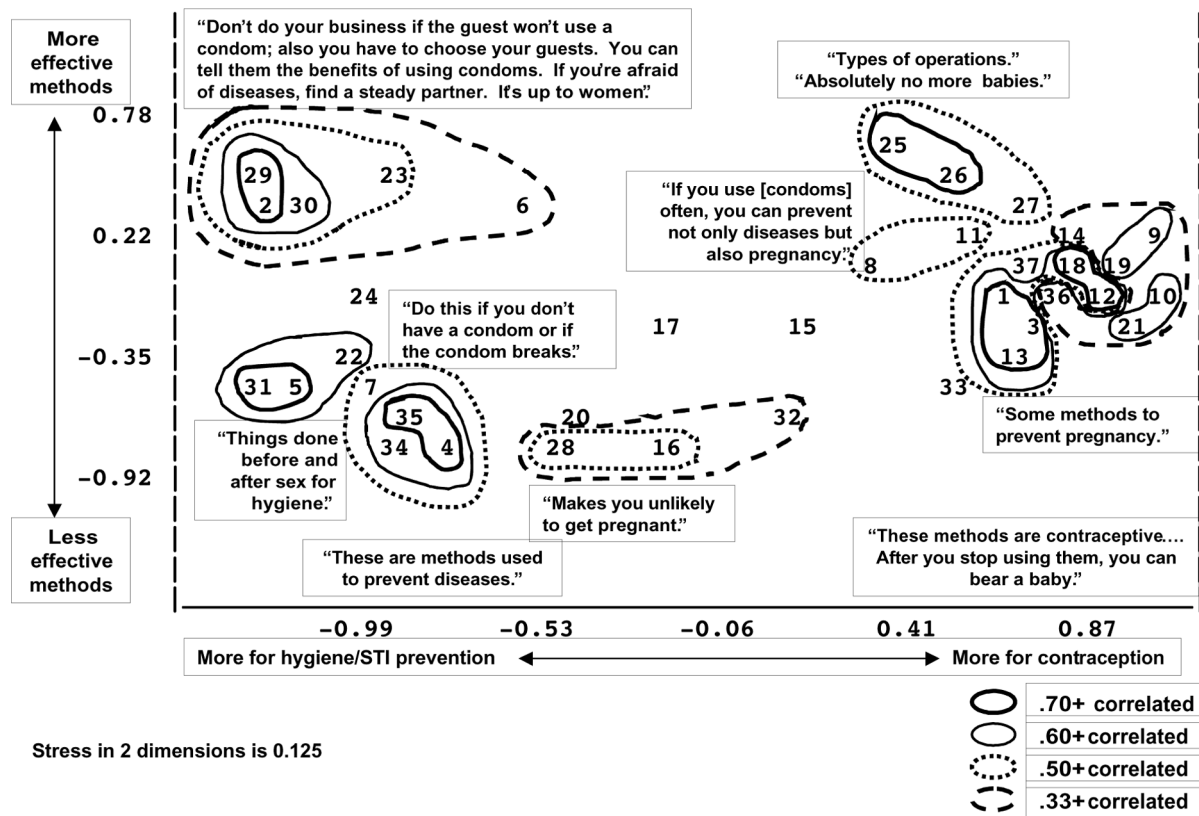 More
effective
methods
0.78
0.22
−0.35
−0.92
Less
effective
methods
“Don’t do your business if the guest won’t use a
condom; also you have to choose your guests.  You can
tell them the benefits of using condoms.  If you’re afraid
of diseases, find a steady partner.  It’s up to women.”
“Types of operations.”
“Absolutely no more babies.”
25
26
27
29
2
30
23
6
“If you use [condoms]
often, you can prevent
not only diseases but
also pregnancy.”
11
8
14
9
37
18
19
1
36
12
10
3
21
13
33
24
“Do this if you don’t
have a condom or if
the condom breaks.”
17
15
22
31
5
7
35
34
4
20
32
28
16
“Some methods to
prevent pregnancy.”
“Things done
before and
after sex for
hygiene.”
“Makes you unlikely
to get pregnant.”
“These are methods used
to prevent diseases.”
“These methods are contraceptive....
After you stop using them, you can
bear a baby.”
−0.99
−0.53
−0.06
0.41
0.87
More for hygiene/STI prevention
More for contraception
.70+ correlated
.60+ correlated
.50+ correlated
.33+ correlated
Stress in 2 dimensions is 0.125